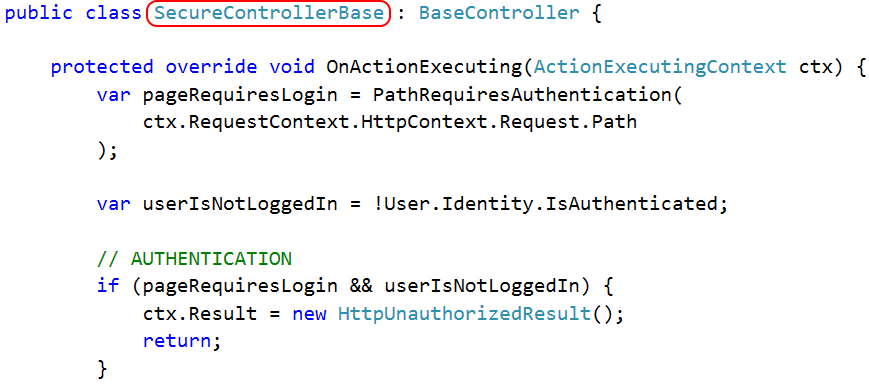 public class SecureControllerBase : BaseController {
protected override void OnActionExecuting(ActionExecutingContext ctx) {
var pageRequiresLogin = PathRequiresAuthentication(
ctx.RequestContext.HttpContext.Request.Path
);
var userIsNotLoggedIn = !User.Identity.IsAuthenticated;
// AUTHENTICATION
if (pageRequiresLogin && userIsNotLoggedIn) {
ctx.Result = new HttpUnauthorizedResult();
return;
}